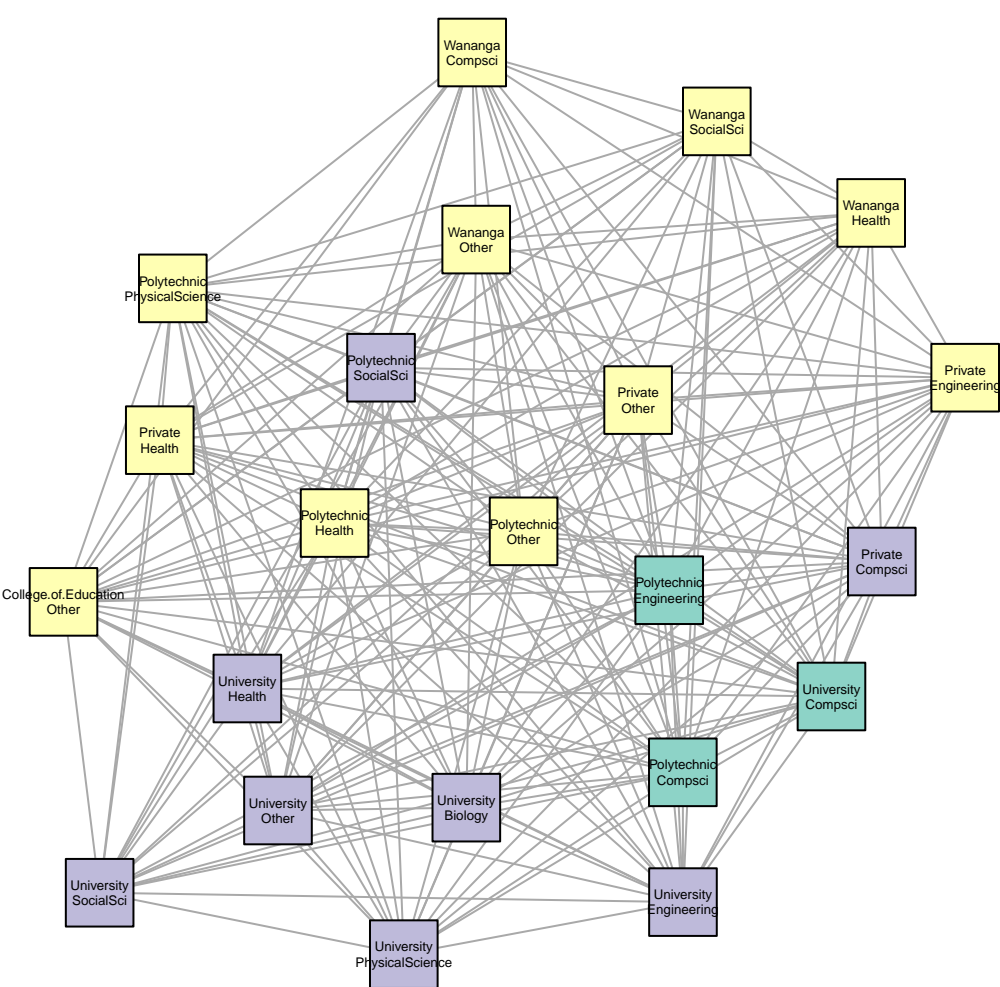 Wananga
Compsci
Wananga
SocialSci
Wananga
Health
Wananga
Other
Polytechnic
PhysicalScience
Polytechnic
SocialSci
Private
Engineering
Private
Other
Private
Health
Polytechnic
Health
Polytechnic
Other
Private
Compsci
Polytechnic
Engineering
College.of.Education
Other
University
Health
University
Compsci
Polytechnic
Compsci
University
Other
University
Biology
University
SocialSci
University
Engineering
University
PhysicalScience